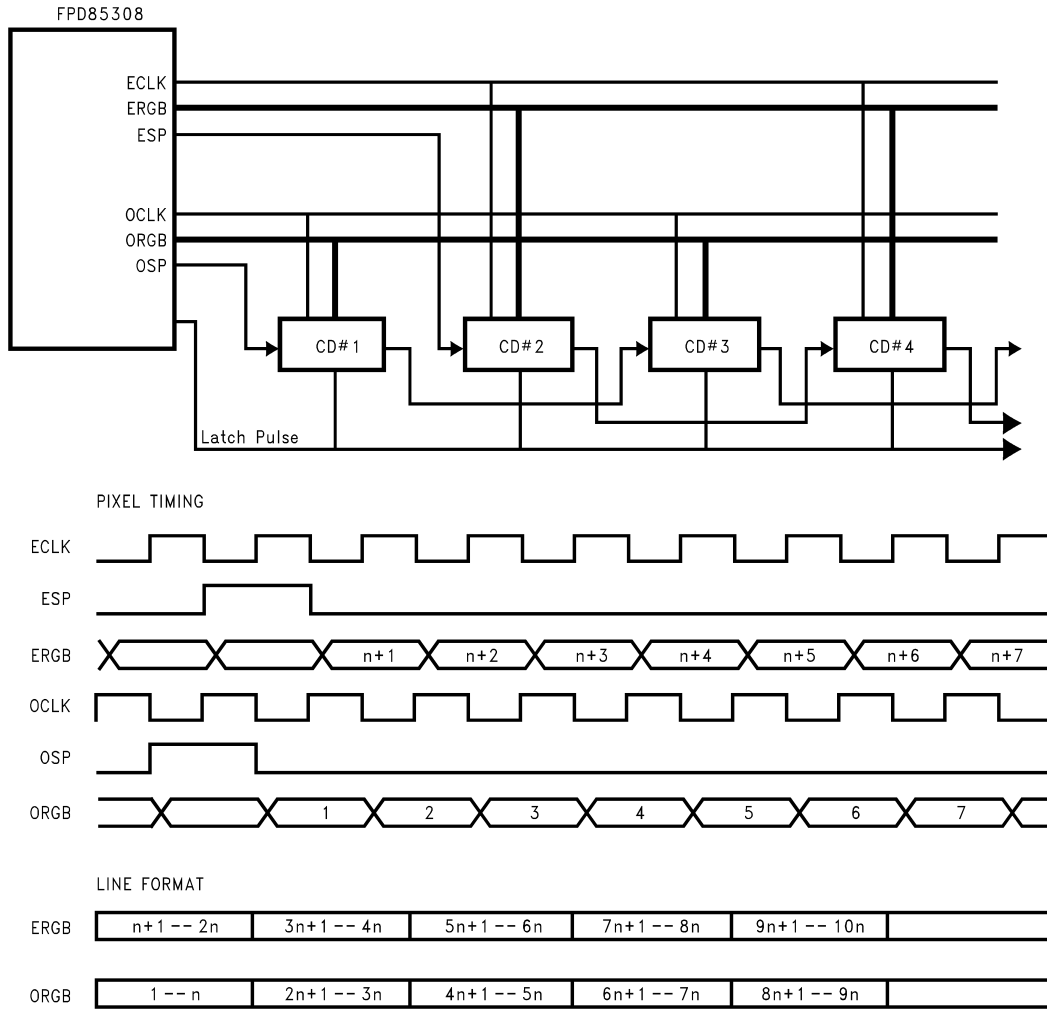 FPD85308
ECLK
ERGB
ESP
OCLK
ORGB
OSP
CD#1
CD#2
CD#3
CD#4
Latch Pulse
PIXEL TIMING
ECLK
ESP
ERGB n+1 n+2 n+3 n+4 n+5 n+6 n+7
OCLK
OSP
ORGB 1 2 3 4 5 6 7
LINE FORMAT
ERGB n+1 -- 2n 3n+1 -- 4n 5n+1 -- 6n 7n+1 -- 8n 9n+1 -- 10n
ORGB 1 -- n 2n+1 -- 3n 4n+1 -- 5n 6n+1 -- 7n 8n+1 -- 9n